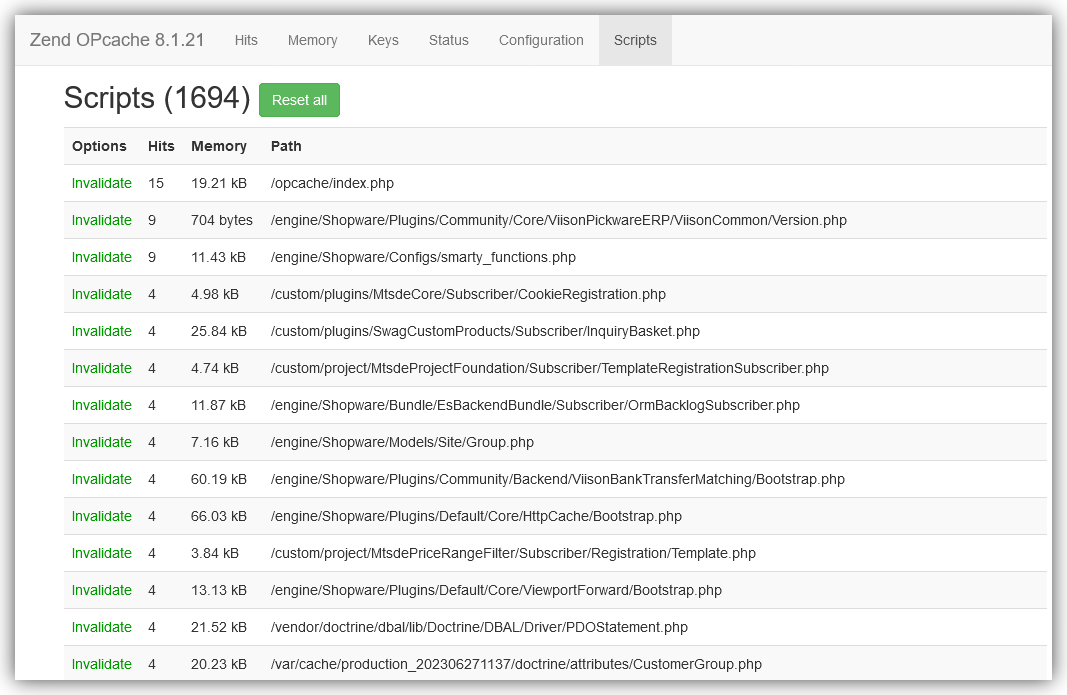 Zend OPcache 8.1.21 Hits Memory Keys Status Configuration Scripts
Scripts (1694) Reset all
Options Hits Memory Path
Invalidate 15 19.21 kB /opcache/index.php
Invalidate 9 704 bytes /engine/Shopware/Plugins/Community/Core/ViisonPickwareERP/ViisonCommon/Version.php
Invalidate 9 11.43 kB /engine/Shopware/Configs/smarty_functions.php
Invalidate 4 4.98 kB /custom/plugins/MtsdeCore/Subscriber/CookieRegistration.php
Invalidate 4 25.84 kB /custom/plugins/SwagCustomProducts/Subscriber/InquiryBasket.php
Invalidate 4 4.74 kB /custom/project/MtsdeProjectFoundation/Subscriber/TemplateRegistrationSubscriber.php
Invalidate 4 11.87 kB /engine/Shopware/Bundle/EsBackendBundle/Subscriber/OrmBacklogSubscriber.php
Invalidate 4 7.16 kB /engine/Shopware/Models/Site/Group.php
Invalidate 4 60.19 kB /engine/Shopware/Plugins/Community/Backend/ViisonBankTransferMatching/Bootstrap.php
Invalidate 4 66.03 kB /engine/Shopware/Plugins/Default/Core/HttpCache/Bootstrap.php
Invalidate 4 3.84 kB /custom/project/MtsdePriceRangeFilter/Subscriber/Registration/Template.php
Invalidate 4 13.13 kB /engine/Shopware/Plugins/Default/Core/ViewportForward/Bootstrap.php
Invalidate 4 21.52 kB /vendor/doctrine/dbal/lib/Doctrine/DBAL/Driver/PDOStatement.php
Invalidate 4 20.23 kB /var/cache/production_202306271137/doctrine/attributes/CustomerGroup.php